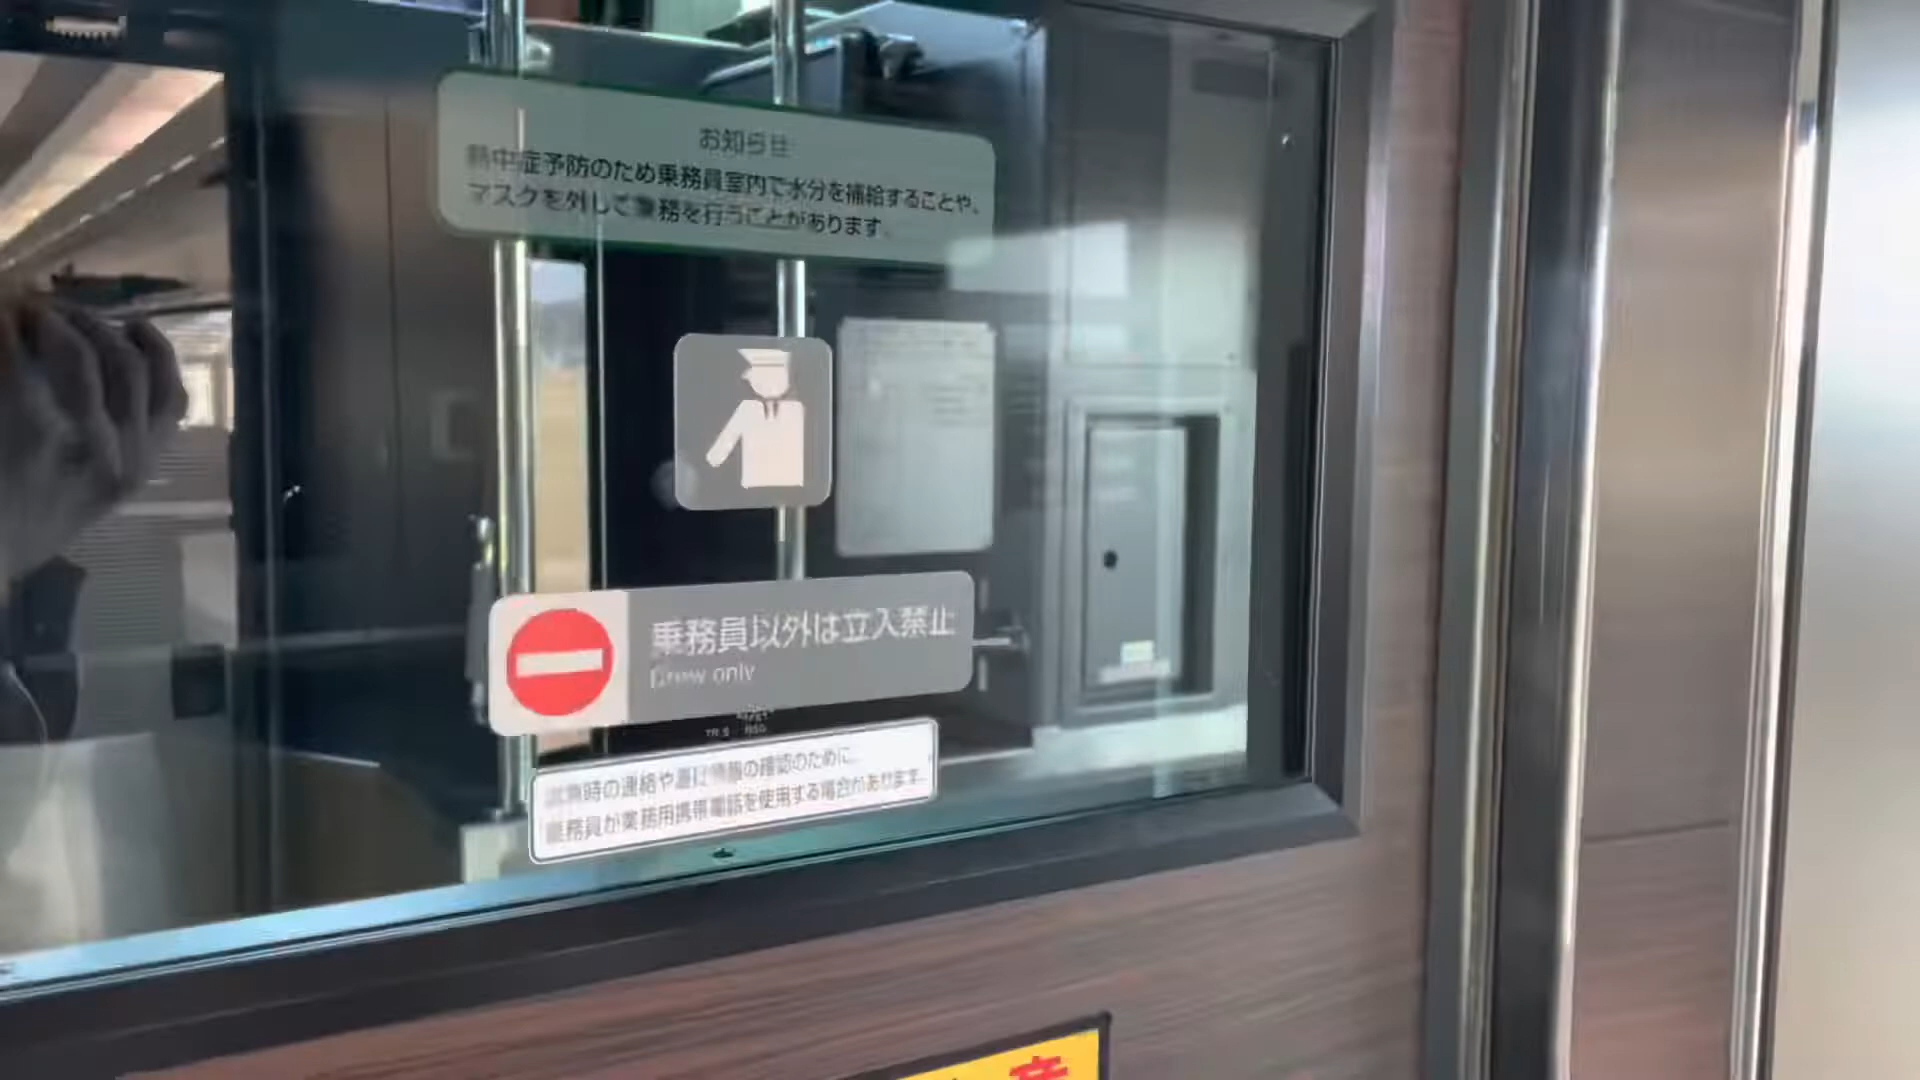 お知らせ
熱中症予防のため乗務員室内で水分を補給することや、
マスクを外して業務を行うことがあります。
乗務員以外は立入禁止
Crew only
時の連絡や運行情報の確認のために、
乗務員が業務用携帯電話を使用する場合があります。
意